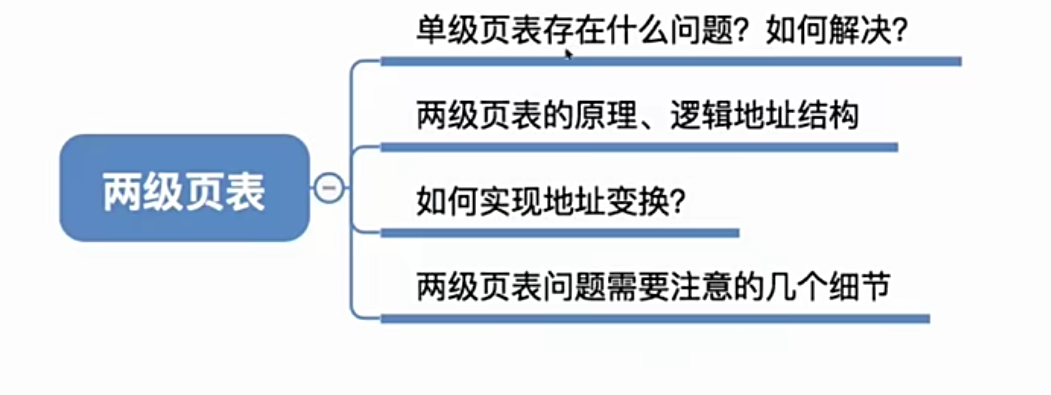 单级页表存在什么问题？如何解决？
两级页表的原理、逻辑地址结构
两级页表
如何实现地址变换？
两级页表问题需要注意的几个细节